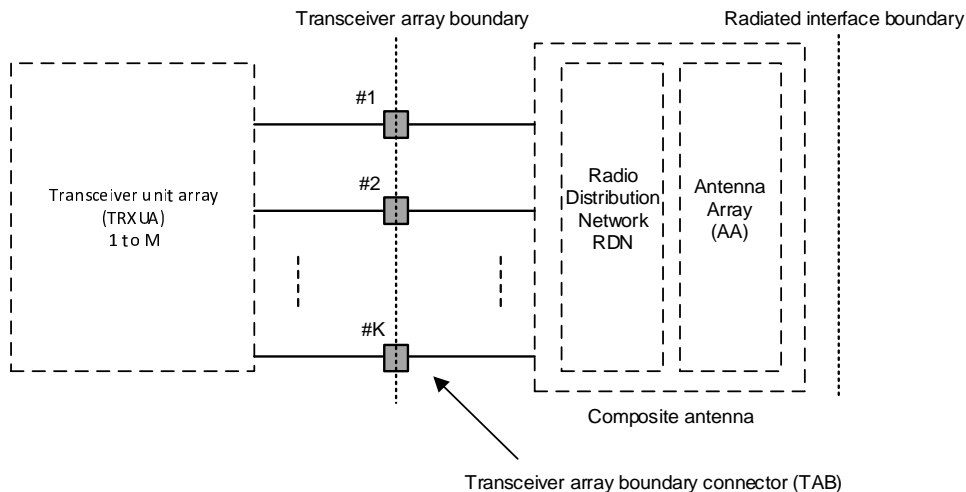 Transceiver array boundary
Radiated interface boundary
#1
#2
#K
Transceiver unit array
(TRXUA)
1 to M
Radio
Distribution
Network
RDN
Antenna
Array
(AA)
Composite antenna
Transceiver array boundary connector (TAB)